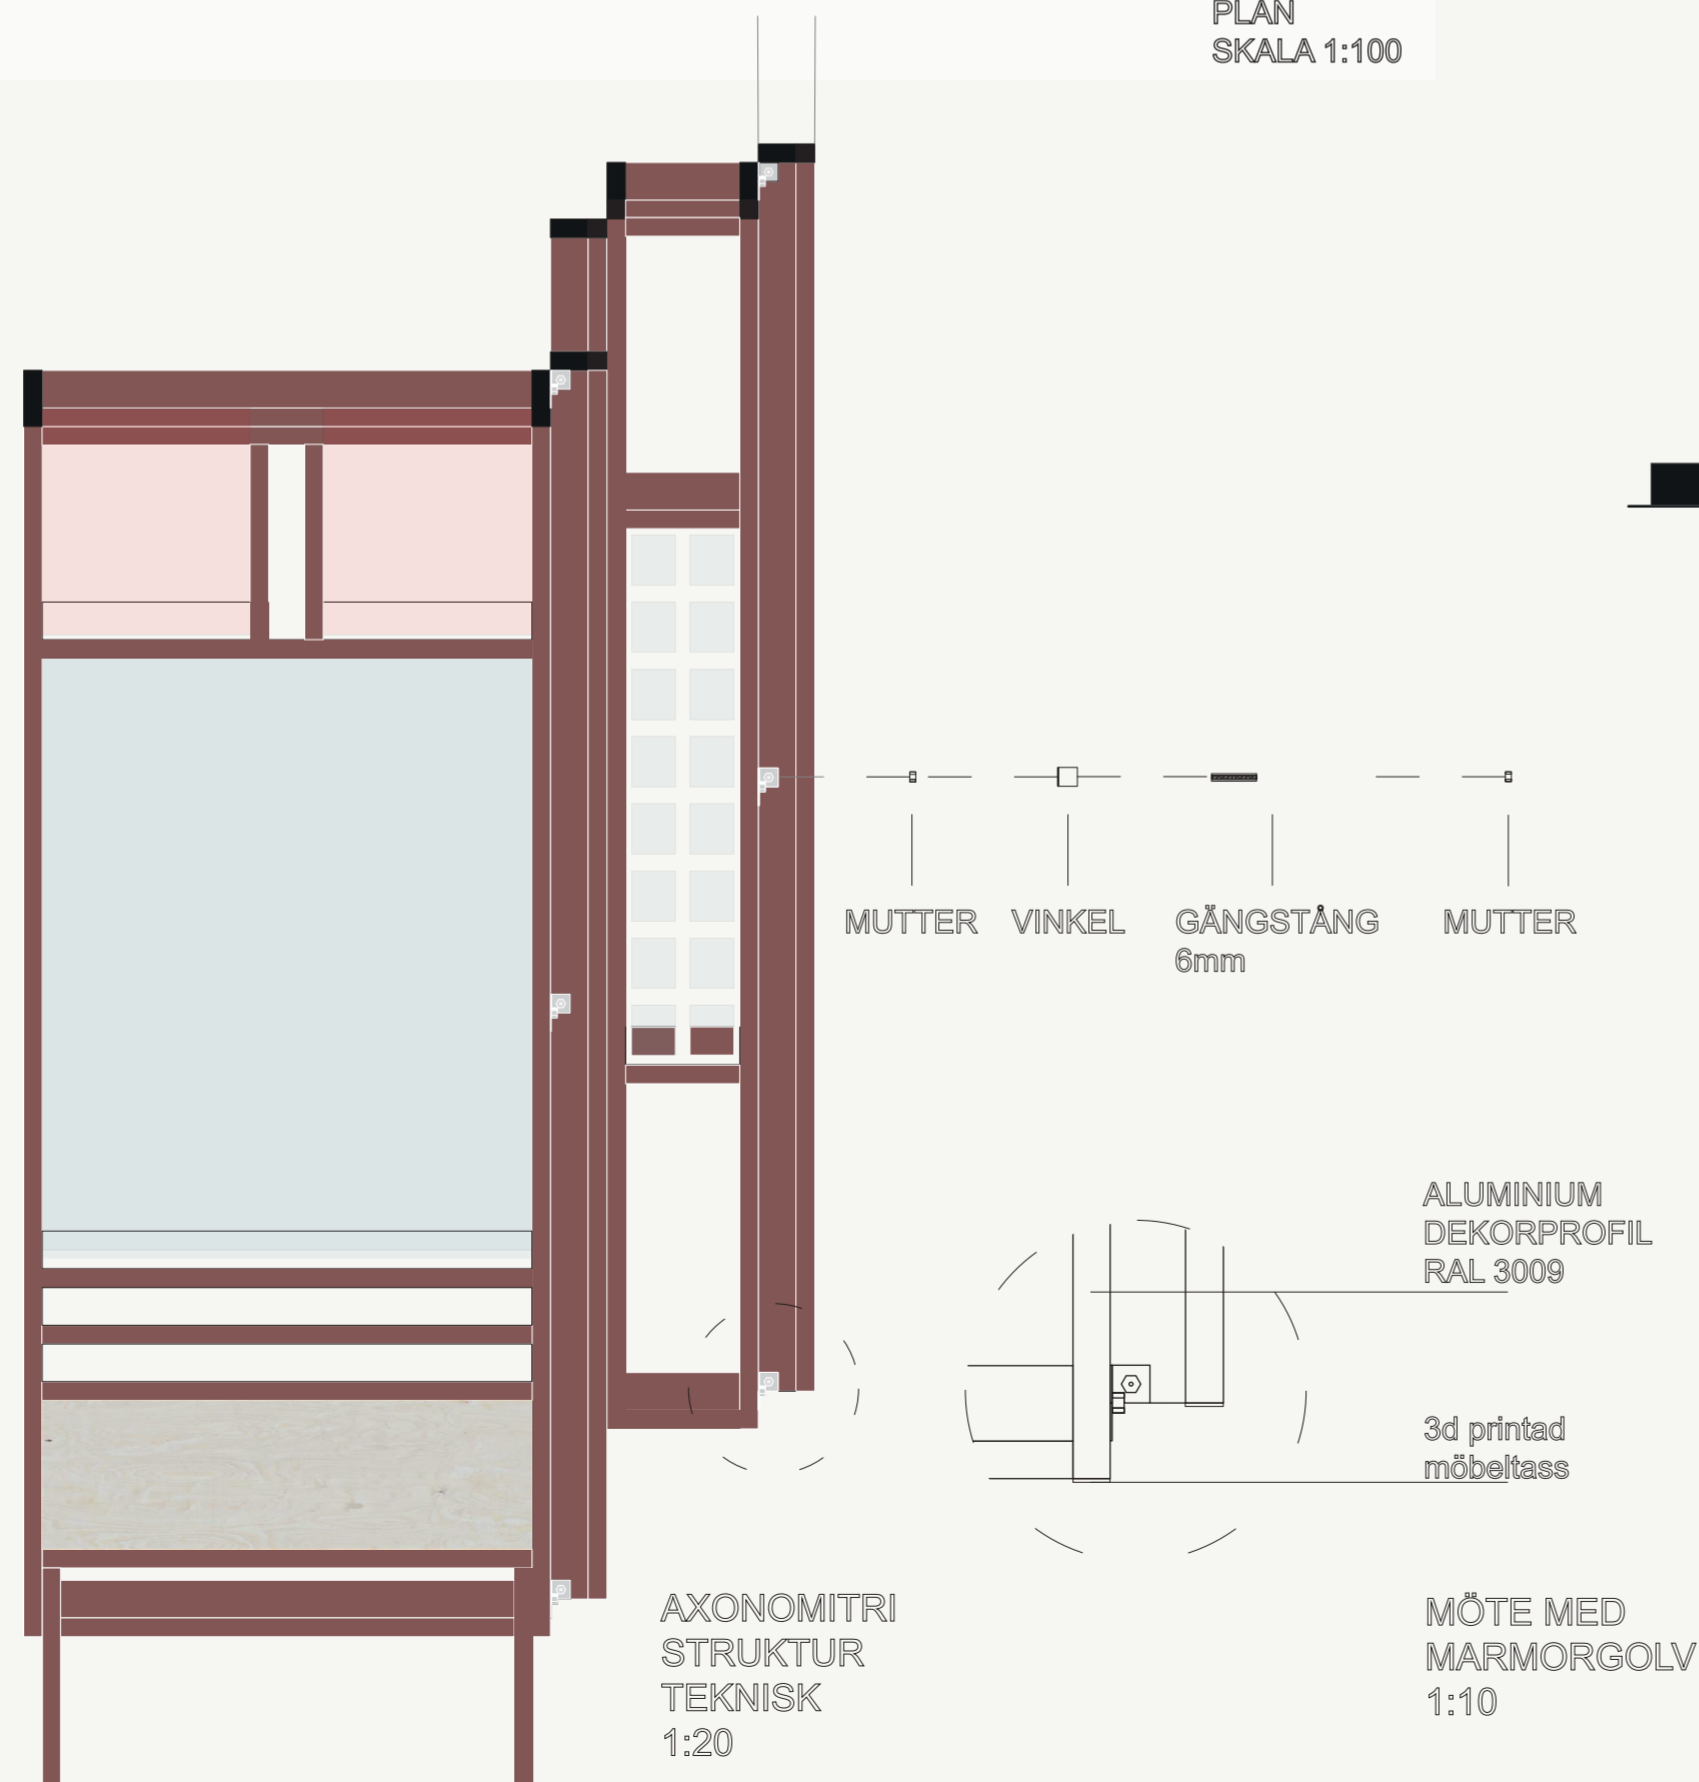 PLAN
SKALA 1:100
MUTTER
VINKEL
GÄNGSTÅNG
6mm
MUTTER
ALUMINIUM
DEKORPROFIL
RAL 3009
3d printad
möbeltass
AXONOMITRI
STRUKTUR
TEKNISK
1:20
MÖTE MED
MARMORGOLV
1:10